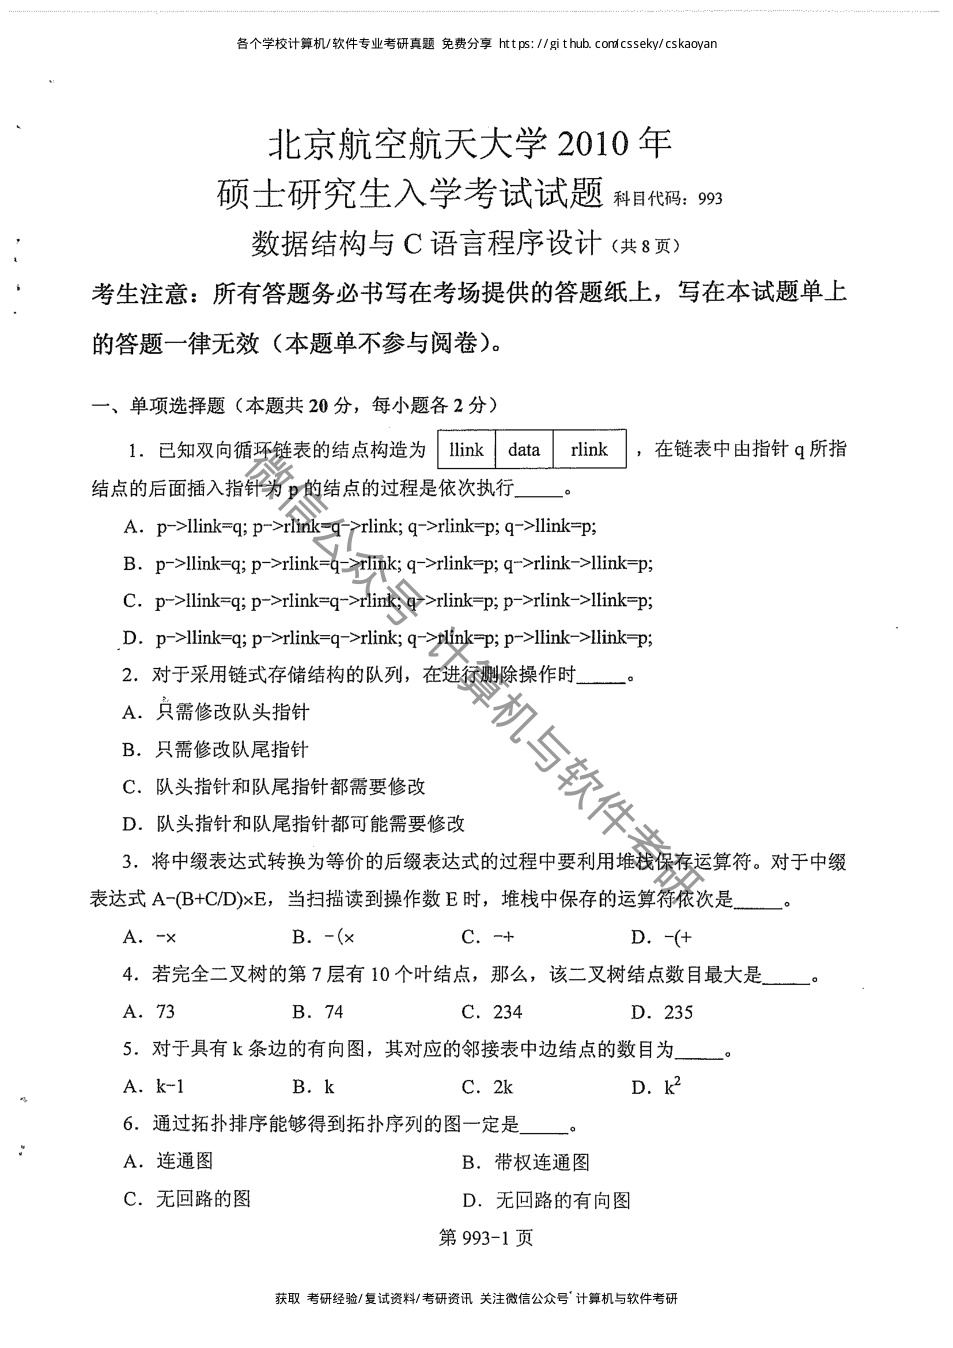 各个学校计算机/软件专业考研真题 免费分享 https://github.com/csseky/cskaoyan
北京航空航天大学 2010 年
硕士研究生入学考试试题 科目代码：993
数据结构与 C 语言程序设计（共 8 页）
考生注意：所有答题务必书写在考场提供的答题纸上，写在本试题单上
的答题一律无效（本题单不参与阅卷）。
一、单项选择题（本题共 20 分，每小题各 2 分）
1．已知双向循环链表的结点构造为 llink data rlink ，在链表中由指针 q 所指
结点的后面插入指针为 p 的结点的过程是依次执行_____。
A．p->llink=q; p->rlink=q->rlink; q->rlink=p; q->llink=p;
B．p->llink=q; p->rlink=q->rlink; q->rlink=p; q->rlink->llink=p;
C．p->llink=q; p->rlink=q->rlink; q->rlink=p; p->rlink->llink=p;
D．p->llink=q; p->rlink=q->rlink; q->rlink=p; p->llink->llink=p;
2．对于采用链式存储结构的队列，在进行删除操作时_____。
A．只需修改队头指针
B．只需修改队尾指针
C．队头指针和队尾指针都需要修改
D．队头指针和队尾指针都可能需要修改
3．将中缀表达式转换为等价的后缀表达式的过程中要利用堆栈保存运算符。对于中缀
表达式 A-(B+C/D)×E，当扫描读到操作数 E 时，堆栈中保存的运算符依次是_____。
A．-× B．-(× C．-+ D．-(+
4．若完全二叉树的第 7 层有 10 个叶结点，那么，该二叉树结点数目最大是_____。
A．73 B．74 C．234 D．235
5．对于具有 k 条边的有向图，其对应的邻接表中边结点的数目为_____。
A．k-1 B．k C．2k D．k²
6．通过拓扑排序能够得到拓扑序列的图一定是_____。
A．连通图 B．带权连通图
C．无回路的图 D．无回路的有向图
第 993-1 页
获取 考研经验/复试资料/考研资讯 关注微信公众号 计算机与软件考研
微信公众号 计算机与软件考研